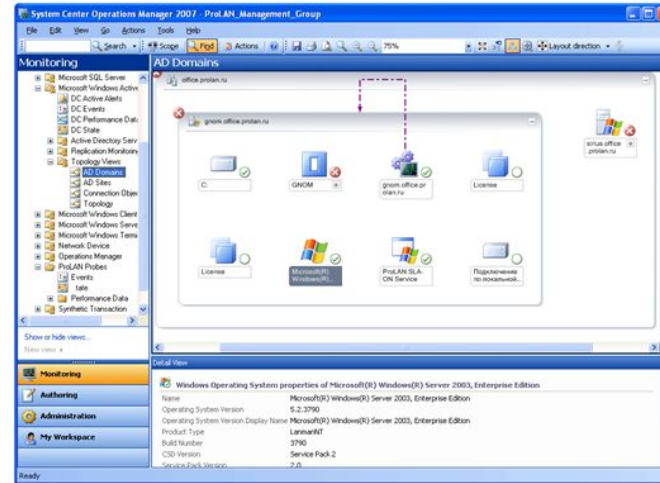 System Center Operations Manager 2007 - ProLAN_Management_Group
File Edit View Go Actions Tools Help
Search Scope Find Actions 75% Layout direction
Monitoring
Microsoft SQL Server
Microsoft Windows Active
DC Active Alerts
DC Events
DC Performance Data
DC State
Active Directory Serv
Replication Monitoring
Topology Views
AD Domains
AD Sites
Connection Objec
Topology
Microsoft Windows Client
Microsoft Windows Serve
Microsoft Windows Termi
Network Device
Operations Manager
ProLAN Probes
Events
tate
Performance Data
Synthetic Transaction
Show or hide views...
New view
Monitoring
Authoring
Administration
My Workspace
Ready
AD Domains
office.prolan.ru
gnom.office.prolan.ru
sirius.office
.prolan.ru
C:
GNOM
gnom.office.pr
olan.ru
License
License
Microsoft(R)
Windows(R)...
ProLAN SLA-
ON Service
Подключение
по локальной...
Detail View
Windows Operating System properties of Microsoft(R) Windows(R) Server 2003, Enterprise Edition
Name Microsoft(R) Windows(R) Server 2003, Enterprise Edition
Operating System Version 5.2.3790
Operating System Version Display Name Microsoft(R) Windows(R) Server 2003, Enterprise Edition
Product Type LanmanNT
Build Number 3790
CSD Version Service Pack 2
Service Pack Version 2.0